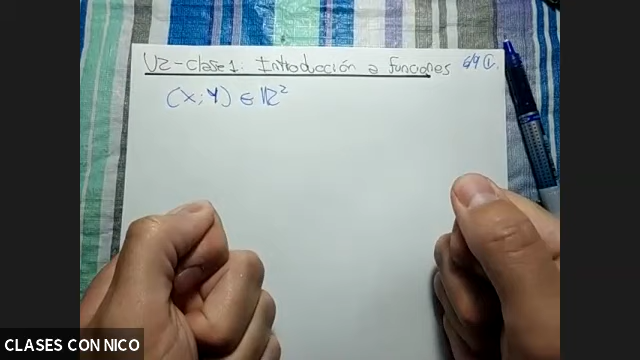 U2-clase 1: Introducción a funciones
(X; Y) ∈ ℝ²
CLASES CON NICO